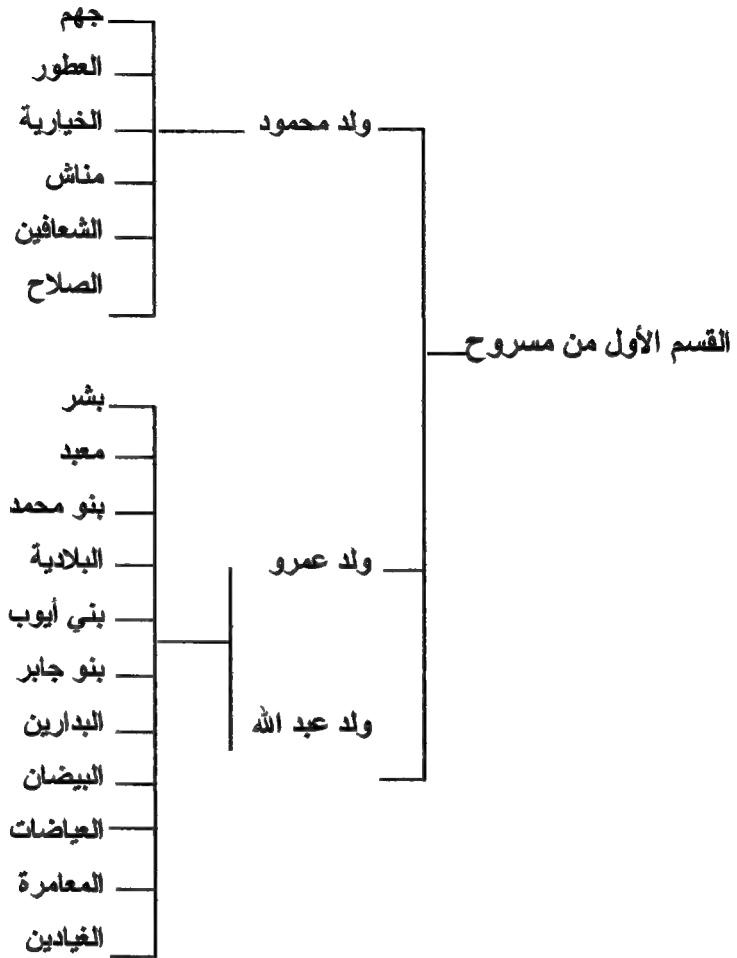 القسم الأول من مسروح
ولد محمود
جهم
العطور
الخيارية
مناش
الشعافين
الصلاح
ولد عمرو
ولد عبد الله
بشر
معبد
بنو محمد
البلادية
بني أيوب
بنو جابر
البدارين
البيضان
العياضات
المعامرة
الغيادين